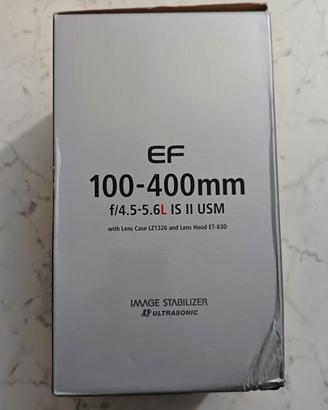 EF
100-400mm
f/4.5-5.6L IS II USM
with Lens Case LZ1326 and Lens Hood ET-83D
IMAGE STABILIZER
ULTRASONIC